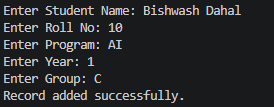 Enter Student Name: Bishwash Dahal
Enter Roll No: 10
Enter Program: AI
Enter Year: 1
Enter Group: C
Record added successfully.